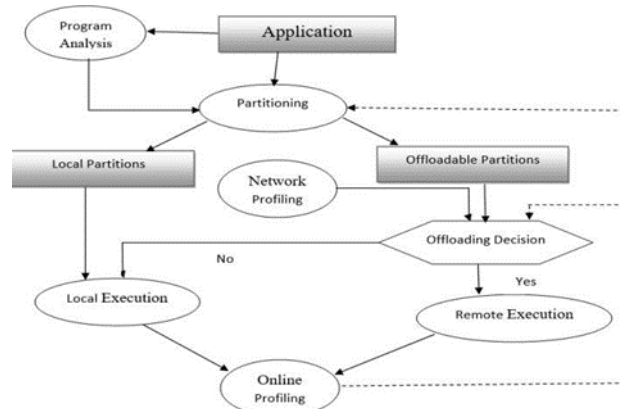 Program
Analysis
Application
Partitioning
Local Partitions
Offloadable Partitions
Network
Profiling
Offloading Decision
No
Yes
Local Execution
Remote Execution
Online
Profiling